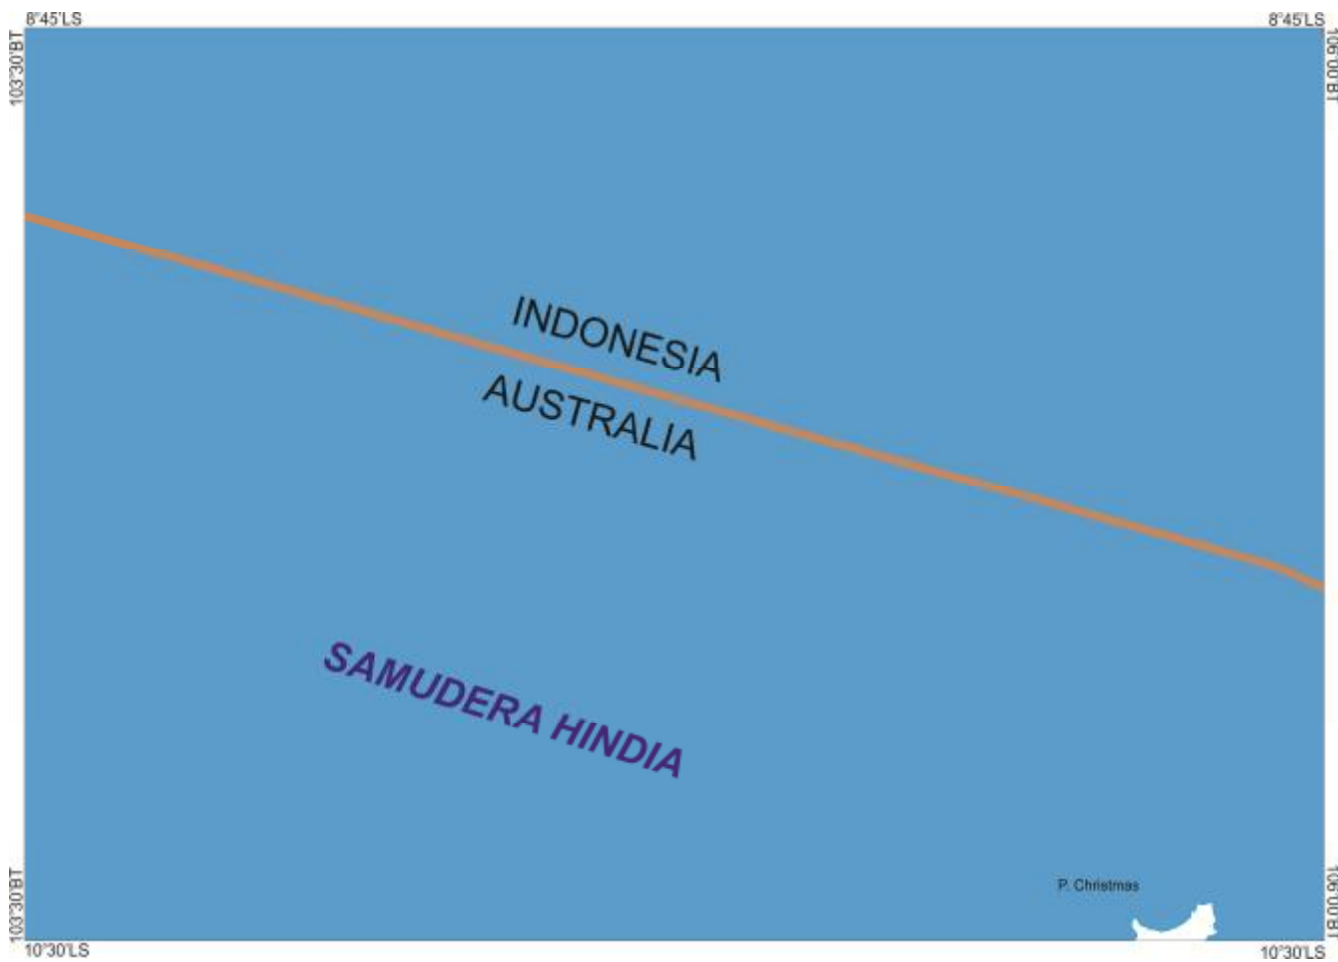 8°45'LS
8°45'LS
103°30'BT
106°00'BT
INDONESIA
AUSTRALIA
SAMUDERA HINDIA
P. Christmas
103°30'BT
106°00'BT
10°30'LS
10°30'LS